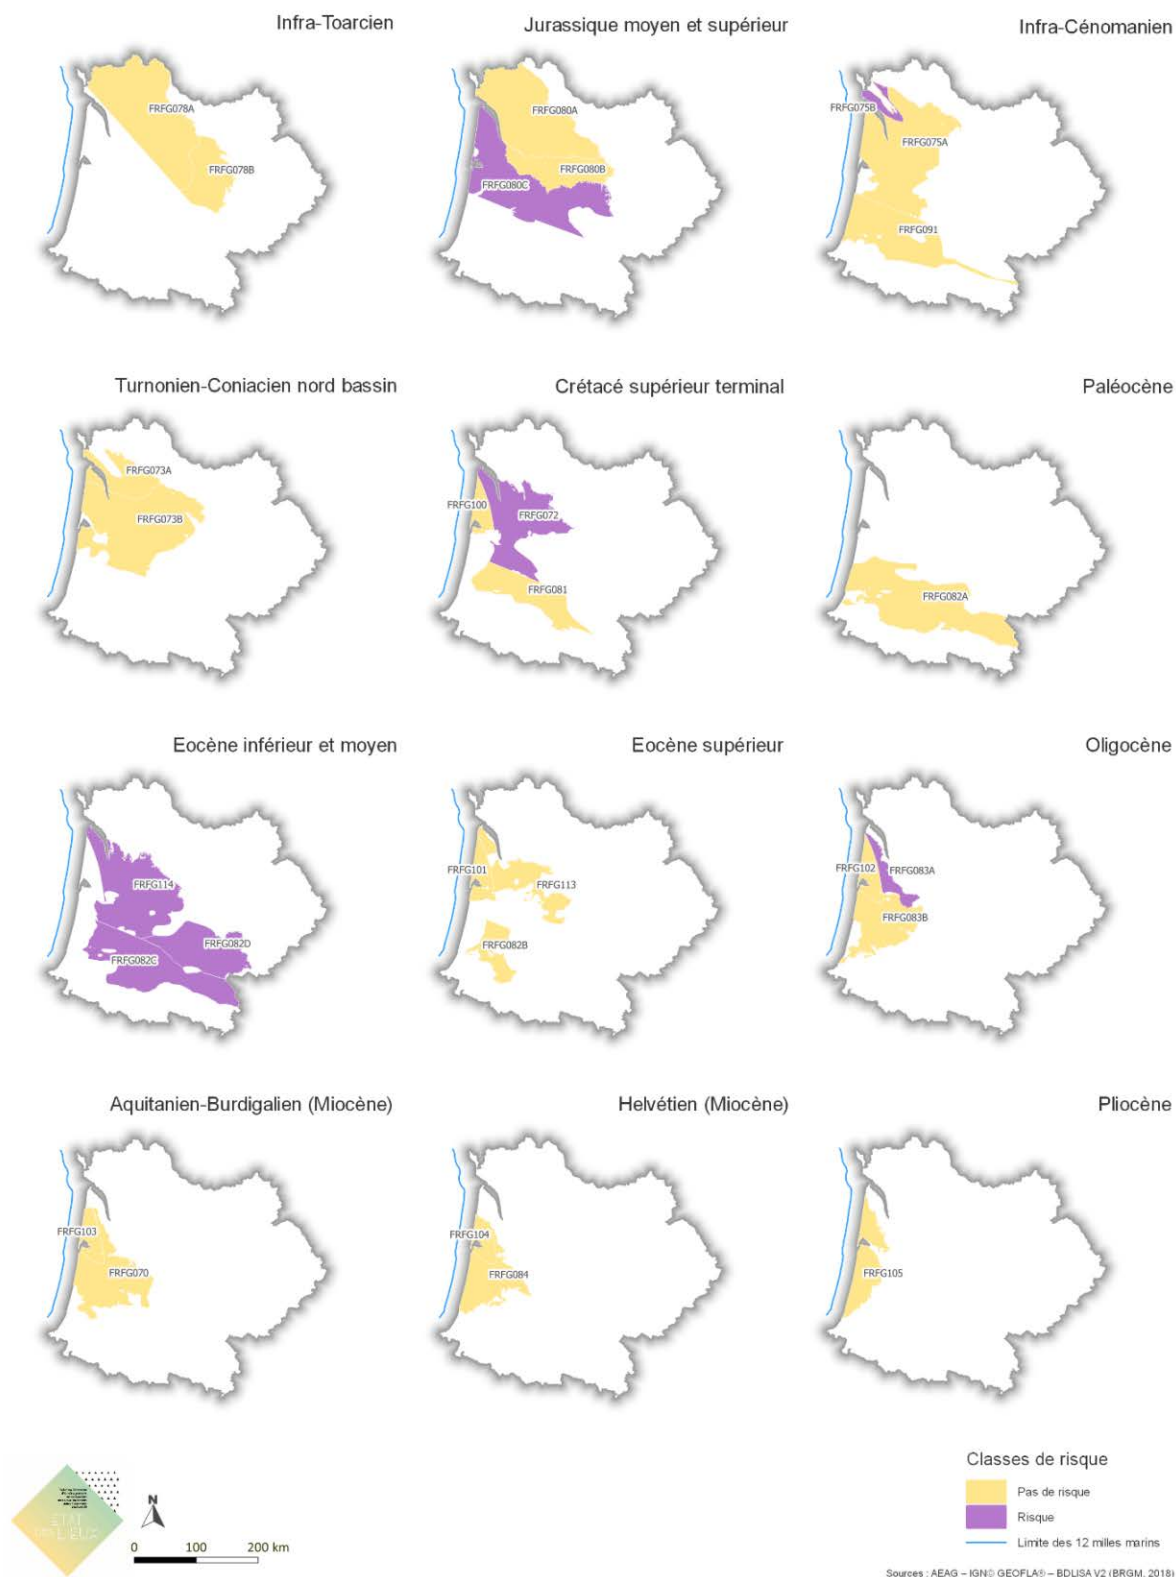 Infra-Toarcien
Jurassique moyen et supérieur
Infra-Cénomanien
FRFG078A
FRFG078B
FRFG080A
FRFG080B
FRFG080C
FRFG075B
FRFG075A
FRFG091
Turnonien-Coniacien nord bassin
Crétacé supérieur terminal
Paléocène
FRFG073A
FRFG073B
FRFG100
FRFG072
FRFG081
FRFG082A
Eocène inférieur et moyen
Eocène supérieur
Oligocène
FRFG114
FRFG082D
FRFG082C
FRFG101
FRFG113
FRFG082B
FRFG102
FRFG083A
FRFG083B
Aquitanien-Burdigalien (Miocène)
Helvétien (Miocène)
Pliocène
FRFG103
FRFG070
FRFG104
FRFG084
FRFG105
Classes de risque
Pas de risque
Risque
Limite des 12 milles marins
ÉTAT
DES LIEUX
N
0 100 200 km
Sources : AEAG – IGN© GEOFLA® – BDLISA V2 (BRGM, 2018)